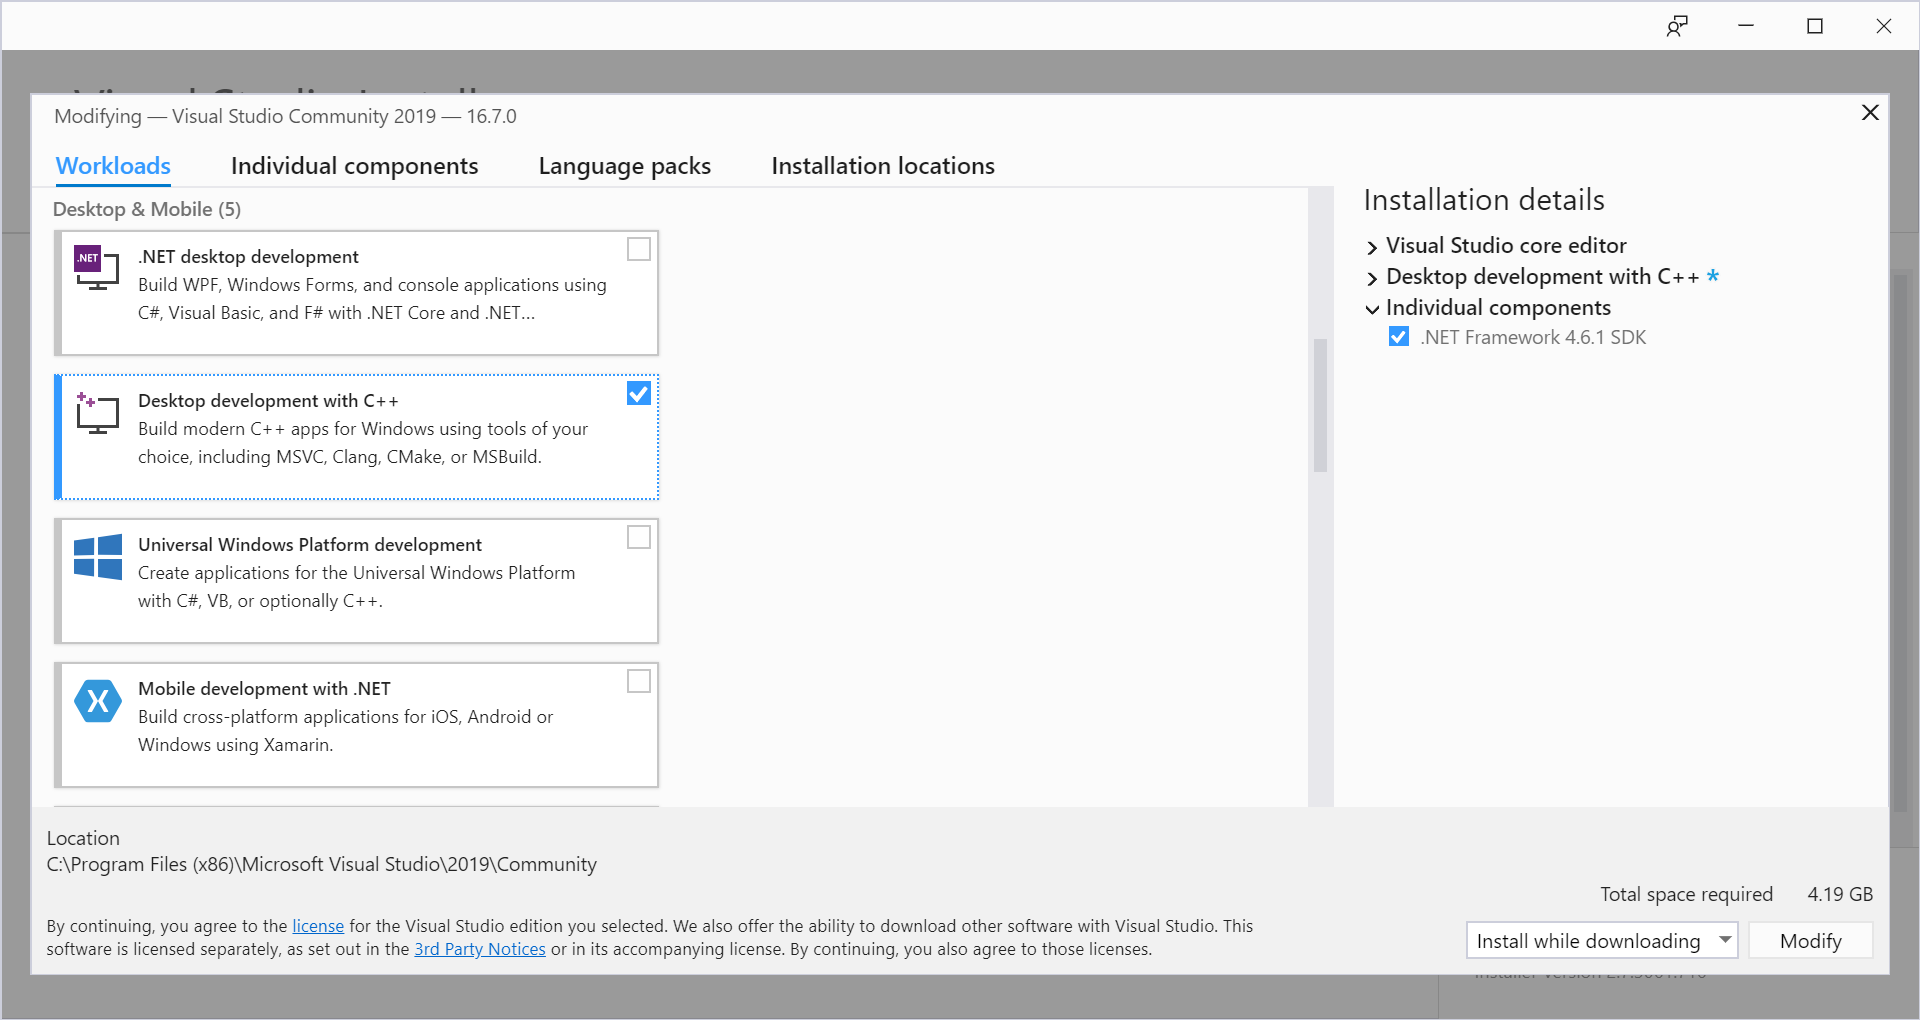 Modifying — Visual Studio Community 2019 — 16.7.0
Workloads
Individual components
Language packs
Installation locations
Desktop & Mobile (5)
.NET
.NET desktop development
Build WPF, Windows Forms, and console applications using
C#, Visual Basic, and F# with .NET Core and .NET...
Desktop development with C++
Build modern C++ apps for Windows using tools of your
choice, including MSVC, Clang, CMake, or MSBuild.
Universal Windows Platform development
Create applications for the Universal Windows Platform
with C#, VB, or optionally C++.
Mobile development with .NET
Build cross-platform applications for iOS, Android or
Windows using Xamarin.
Installation details
Visual Studio core editor
Desktop development with C++ *
Individual components
.NET Framework 4.6.1 SDK
Location
C:\Program Files (x86)\Microsoft Visual Studio\2019\Community
Total space required 4.19 GB
By continuing, you agree to the license for the Visual Studio edition you selected. We also offer the ability to download other software with Visual Studio. This
software is licensed separately, as set out in the 3rd Party Notices or in its accompanying license. By continuing, you also agree to those licenses.
Install while downloading
Modify